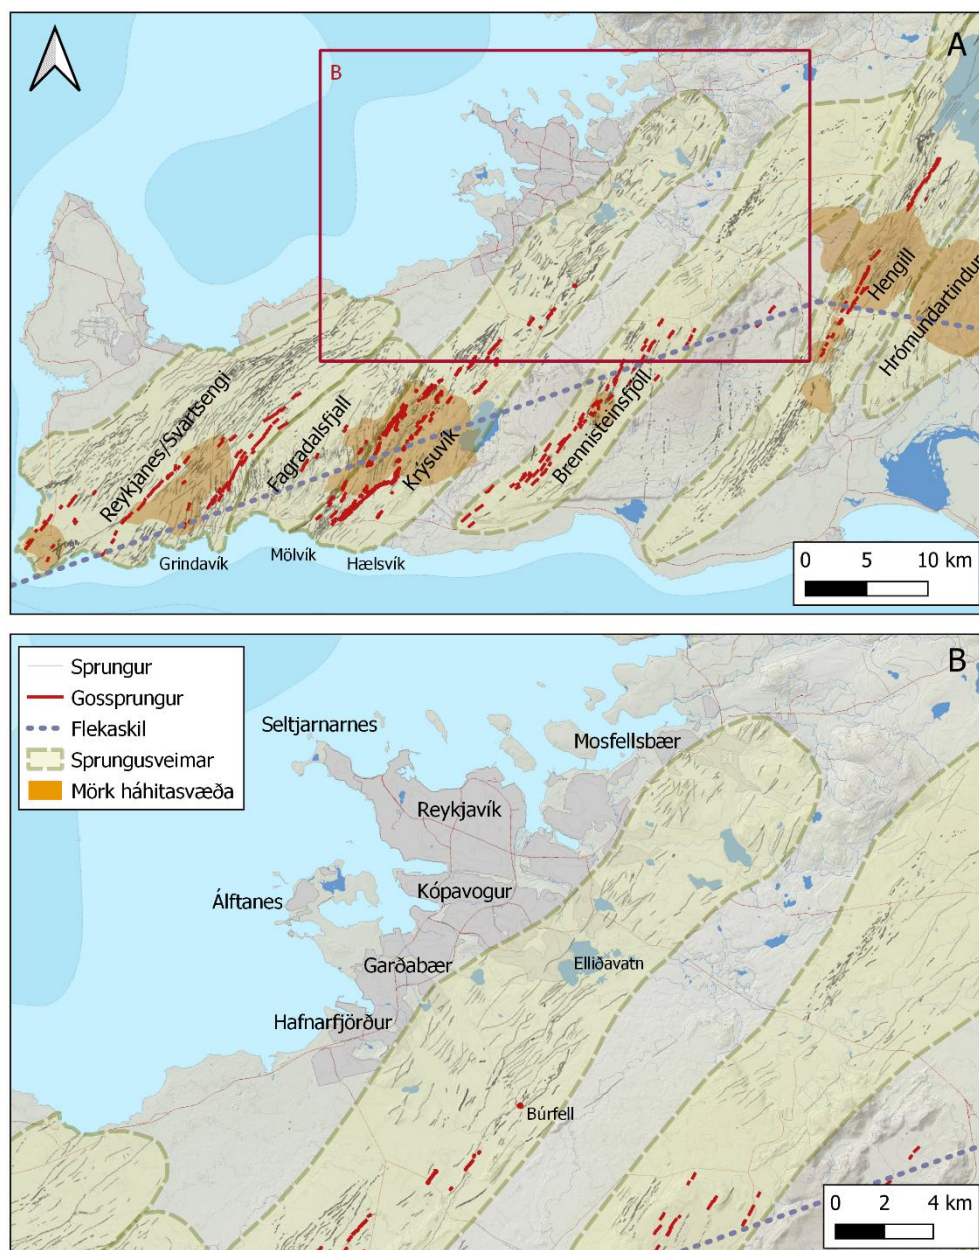 A
B
Hengill
Hrómundartindur
Reykjanes/Svartsengi
Fagradalsfjall
Krýsuvík
Brennisteinsfjöll
Grindavík
Mölvík
Hælsvík
0 5 10 km
B
Sprungur
Gossprungur
Flekaskil
Sprungusveimar
Mörk háhitasvæða
Seltjarnarnes
Mosfellsbær
Reykjavík
Kópavogur
Álftanes
Garðabær
Elliðavatn
Hafnarfjörður
Búrfell
0 2 4 km